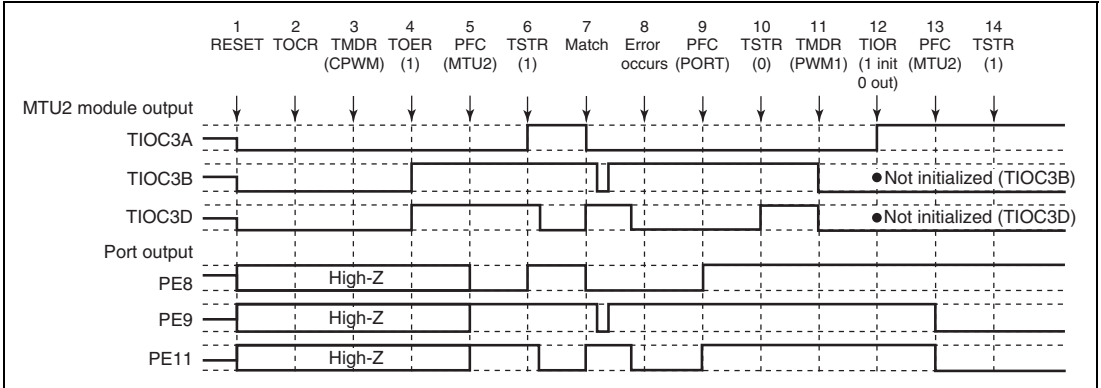 1 2 3 4 5 6 7 8 9 10 11 12 13 14
RESET TOCR TMDR TOER PFC TSTR Match Error PFC TSTR TMDR TIOR PFC TSTR
(CPWM) (1) (MTU2) (1) occurs (PORT) (0) (PWM1) (1 init (MTU2) (1)
0 out)
MTU2 module output
TIOC3A
TIOC3B ●Not initialized (TIOC3B)
TIOC3D ●Not initialized (TIOC3D)
Port output
PE8 High-Z
PE9 High-Z
PE11 High-Z